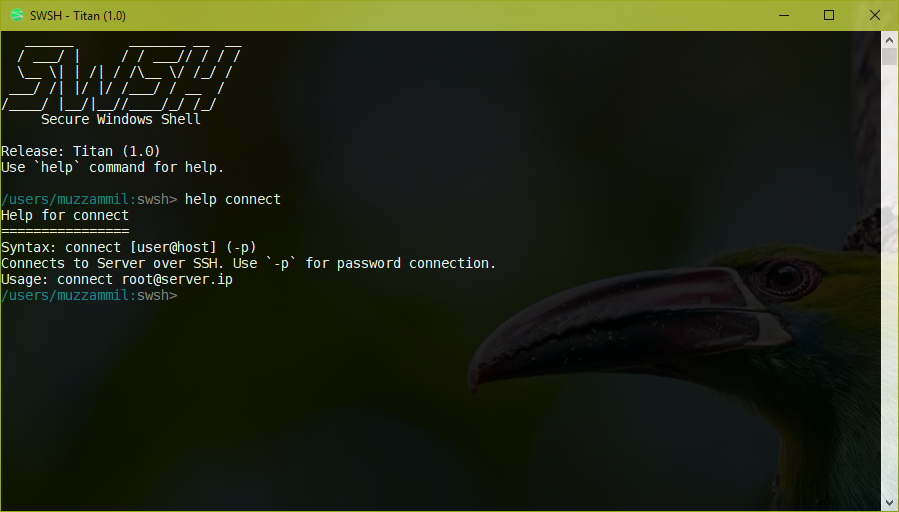 SWSH - Titan (1.0)
SWSH
Secure Windows Shell
Release: Titan (1.0)
Use `help` command for help.
/users/muzzammil:swsh> help connect
Help for connect
================
Syntax: connect [user@host] (-p)
Connects to Server over SSH. Use `-p` for password connection.
Usage: connect root@server.ip
/users/muzzammil:swsh>